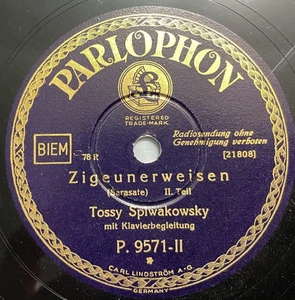 PARLOPHON
REGISTERED
TRADE-MARK
Radiosendung ohne
Genehmigung verboten
BIEM
78 R
[21808]
Zigeunerweisen
(Sarasate) II. Teil
Tossy Spiwakowsky
mit Klavierbegleitung
P. 9571-II
CARL LINDSTRÖM A-G.
GERMANY